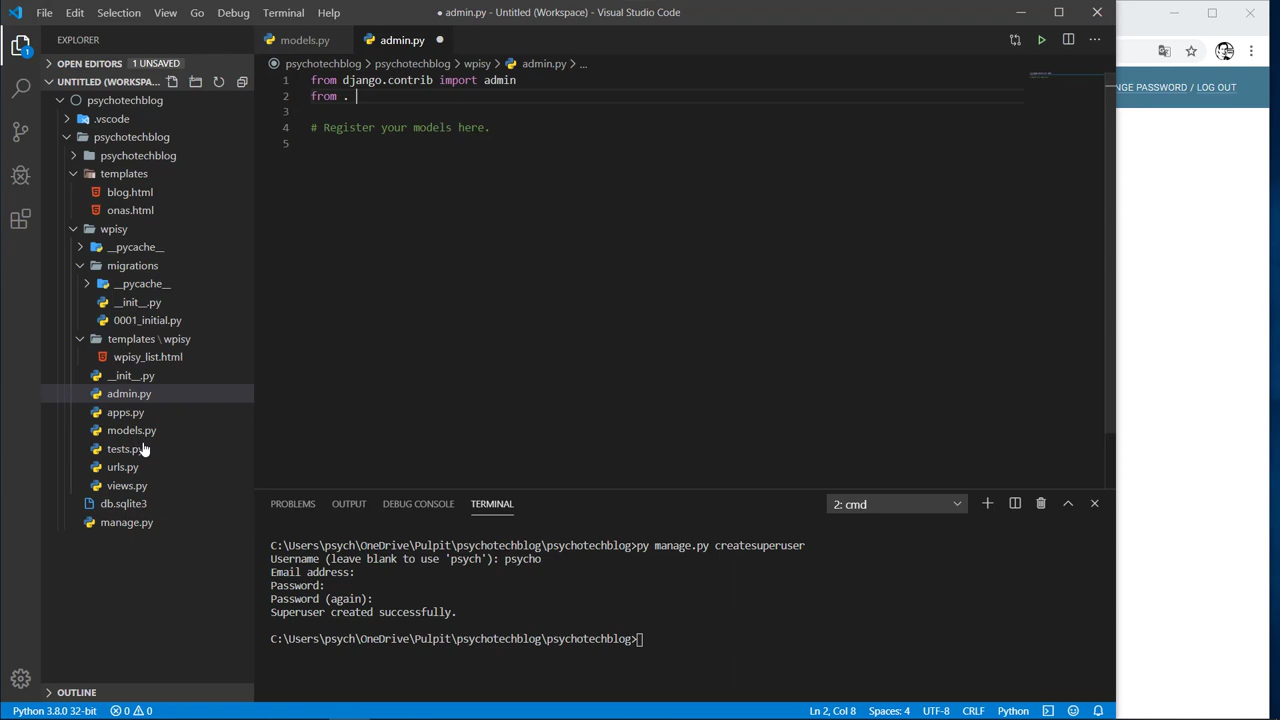 File Edit Selection View Go Debug Terminal Help
● admin.py - Untitled (Workspace) - Visual Studio Code
EXPLORER
models.py
admin.py
OPEN EDITORS 1 UNSAVED
psychotechblog > psychotechblog > wpisy > admin.py > ...
UNTITLED (WORKSPA...
psychotechblog
.vscode
psychotechblog
psychotechblog
templates
blog.html
onas.html
wpisy
__pycache__
migrations
__pycache__
__init__.py
0001_initial.py
templates \ wpisy
wpisy_list.html
__init__.py
admin.py
apps.py
models.py
tests.py
urls.py
views.py
db.sqlite3
manage.py
OUTLINE
1 from django.contrib import admin
2 from .
3
4 # Register your models here.
5
NGE PASSWORD / LOG OUT
PROBLEMS OUTPUT DEBUG CONSOLE TERMINAL
2: cmd
C:\Users\psych\OneDrive\Pulpit\psychotechblog\psychotechblog>py manage.py createsuperuser
Username (leave blank to use 'psych'): psycho
Email address:
Password:
Password (again):
Superuser created successfully.
C:\Users\psych\OneDrive\Pulpit\psychotechblog\psychotechblog>
Python 3.8.0 32-bit 0 0
Ln 2, Col 8 Spaces: 4 UTF-8 CRLF Python